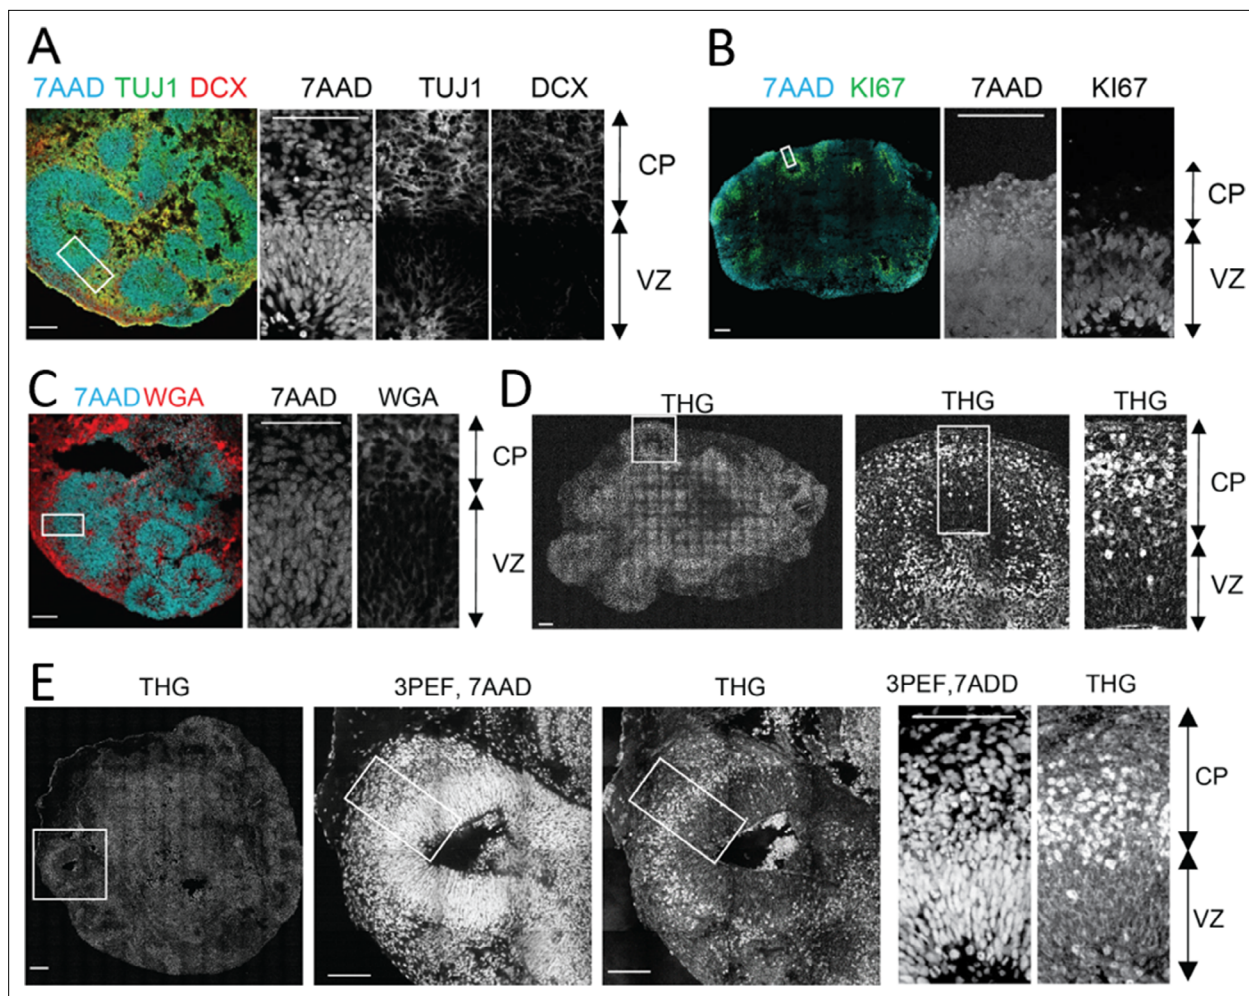 A
7AAD TUJ1 DCX 7AAD TUJ1 DCX
CP
VZ
B
7AAD KI67 7AAD KI67
CP
VZ
C
7AAD WGA 7AAD WGA
CP
VZ
D
THG THG THG
CP
VZ
E
THG 3PEF, 7AAD THG 3PEF,7ADD THG
CP
VZ